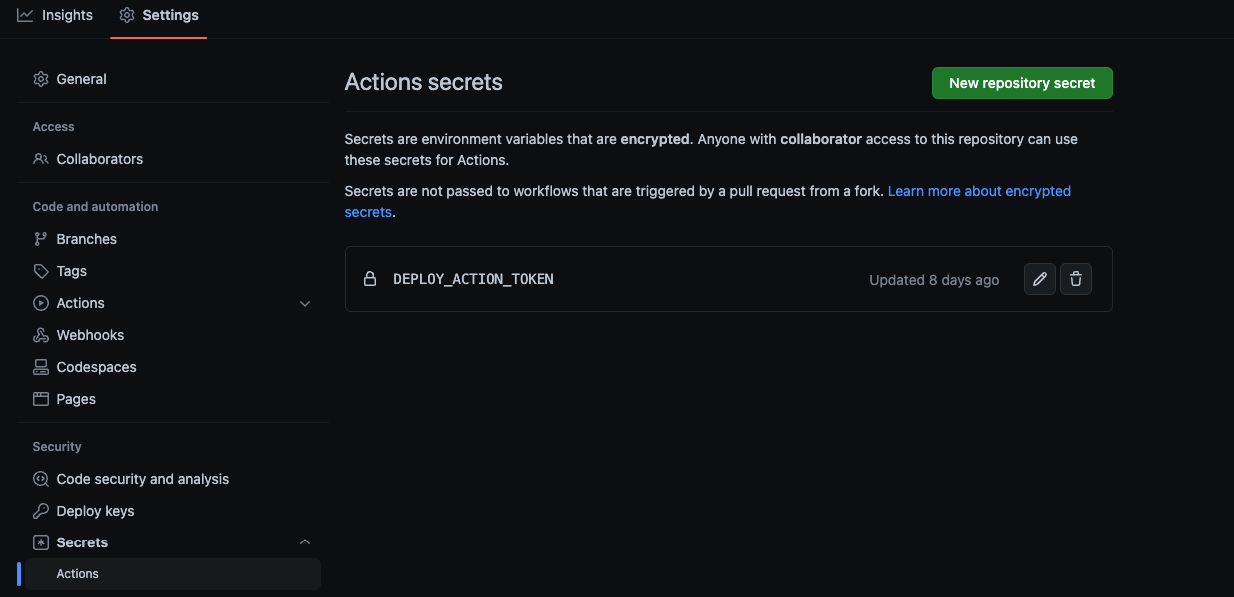 Insights
Settings
General
Access
Collaborators
Code and automation
Branches
Tags
Actions
Webhooks
Codespaces
Pages
Security
Code security and analysis
Deploy keys
Secrets
Actions
Actions secrets
New repository secret
Secrets are environment variables that are encrypted. Anyone with collaborator access to this repository can use
these secrets for Actions.
Secrets are not passed to workflows that are triggered by a pull request from a fork. Learn more about encrypted
secrets.
DEPLOY_ACTION_TOKEN
Updated 8 days ago